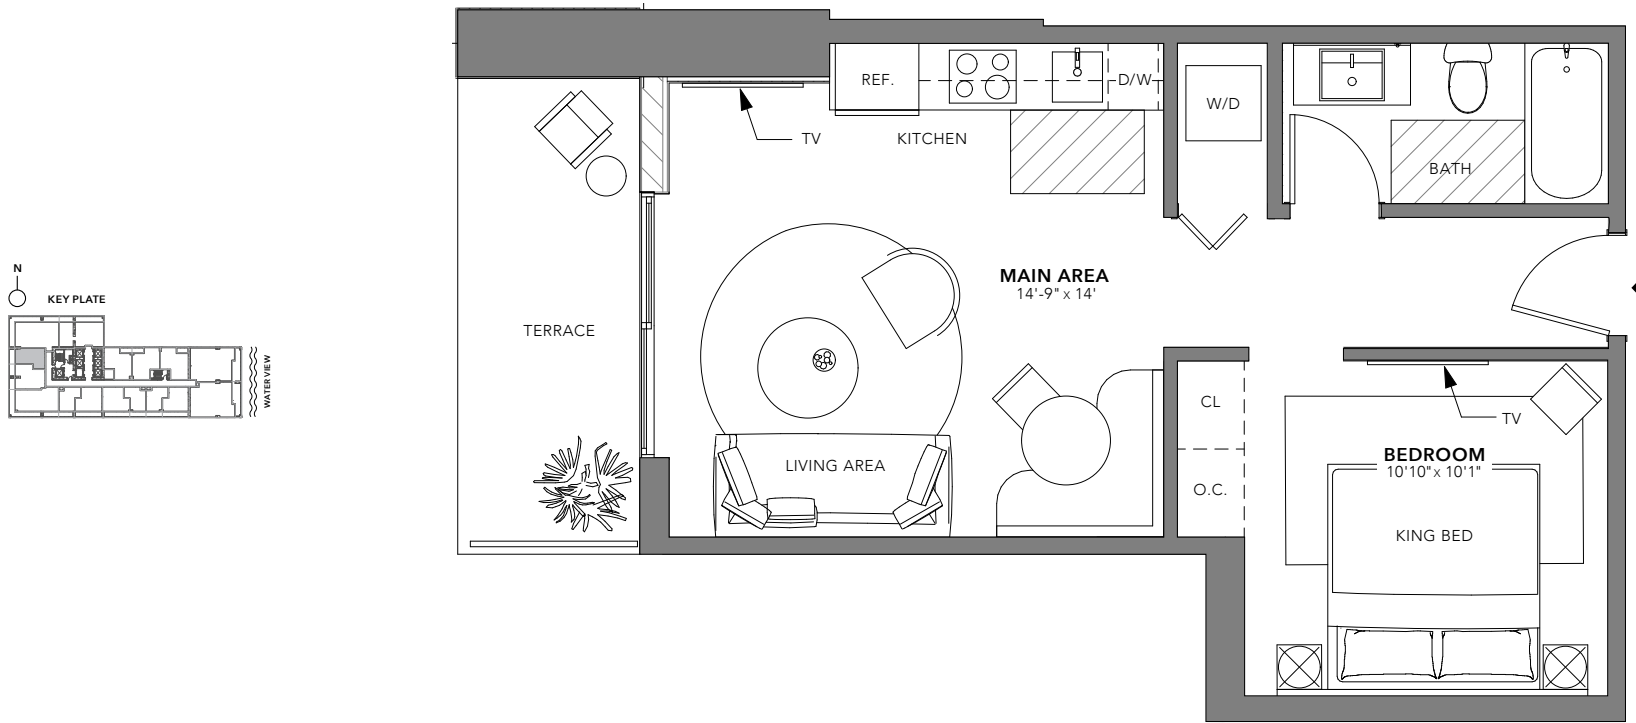 REF.
D/W
W/D
TV
KITCHEN
BATH
N
KEY PLATE
WATER VIEW
TERRACE
MAIN AREA
14'-9" x 14'
CL
TV
LIVING AREA
BEDROOM
10'10" x 10'1"
O.C.
KING BED